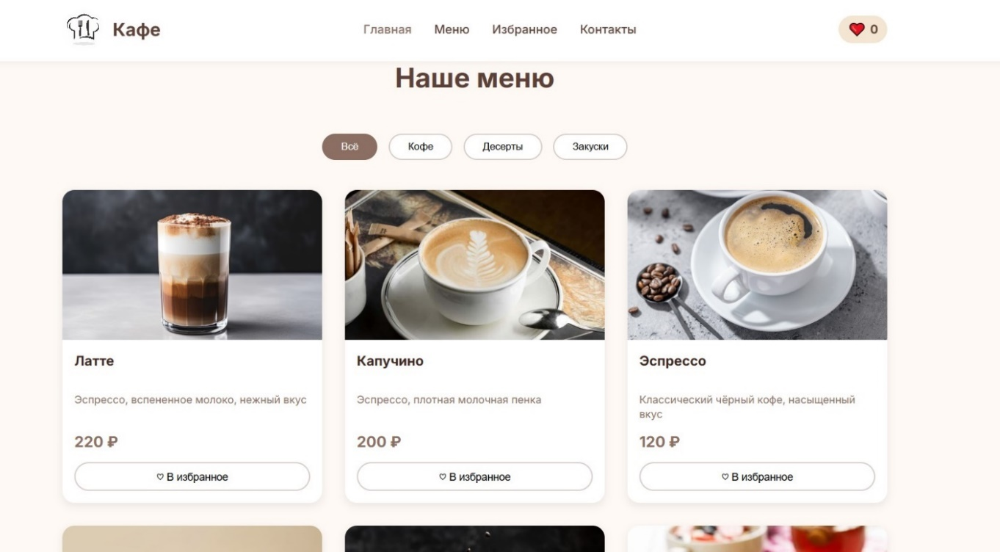 Кафе
Главная
Меню
Избранное
Контакты
0
Наше меню
Всё
Кофе
Десерты
Закуски
Латте
Эспрессо, вспененное молоко, нежный вкус
220 ₽
♡ В избранное
Капучино
Эспрессо, плотная молочная пенка
200 ₽
♡ В избранное
Эспрессо
Классический чёрный кофе, насыщенный
вкус
120 ₽
♡ В избранное